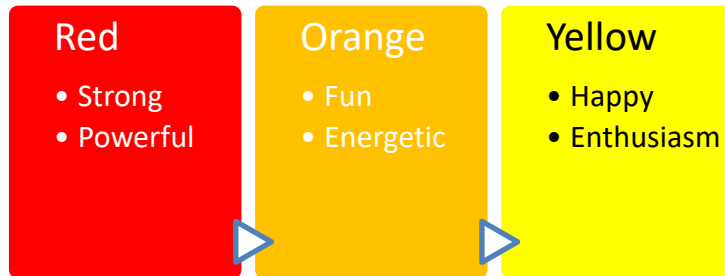 Red
• Strong
• Powerful
Orange
• Fun
• Energetic
Yellow
• Happy
• Enthusiasm